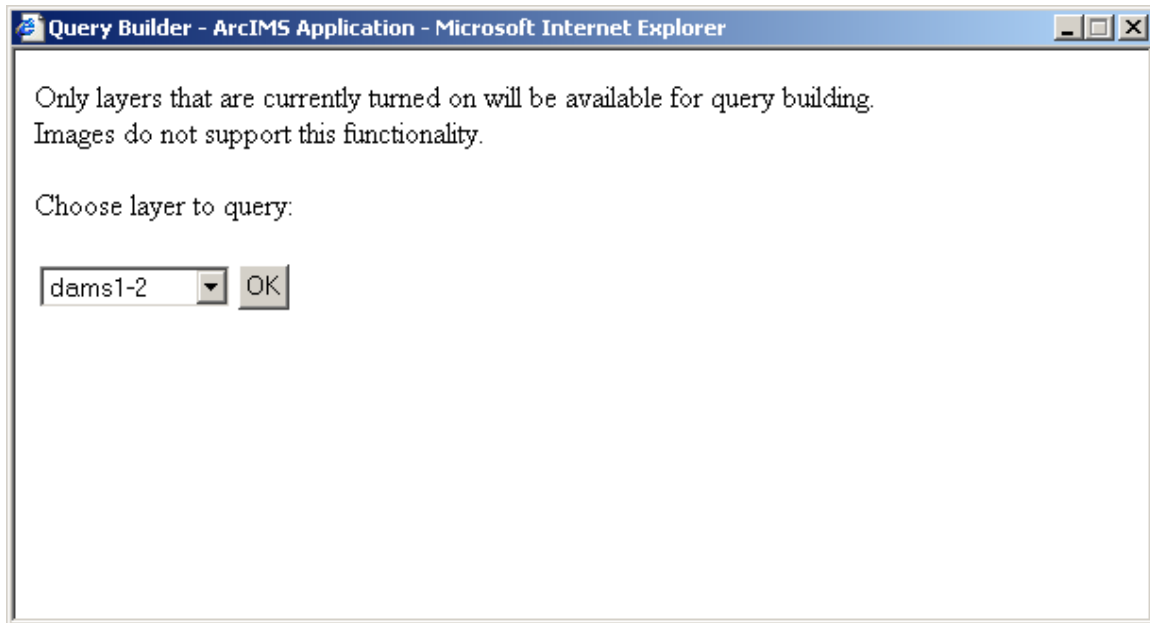 Query Builder - ArcIMS Application - Microsoft Internet Explorer
Only layers that are currently turned on will be available for query building.
Images do not support this functionality.
Choose layer to query:
dams1-2 OK